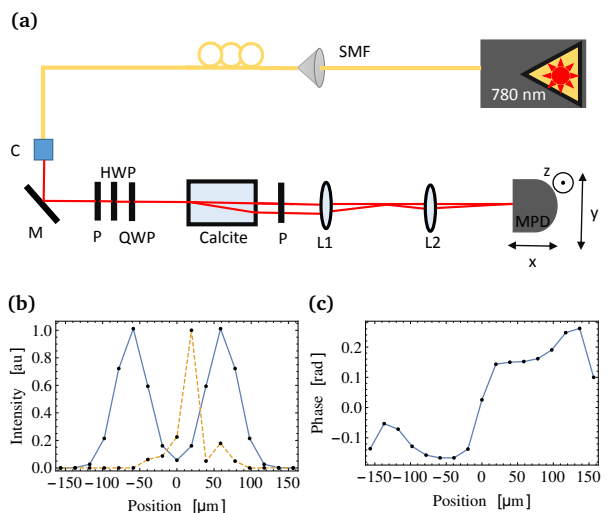 (a)
SMF
780 nm
C
HWP
z
MPD
y
M
P
QWP
Calcite
P
L1
L2
x
(b)
(c)
1.0
0.8
0.6
0.4
0.2
0.0
Intensity [au]
−150 −100 −50 0 50 100 150
Position [µm]
0.2
0.1
0.0
−0.1
Phase [rad]
−150 −100 −50 0 50 100 150
Position [µm]